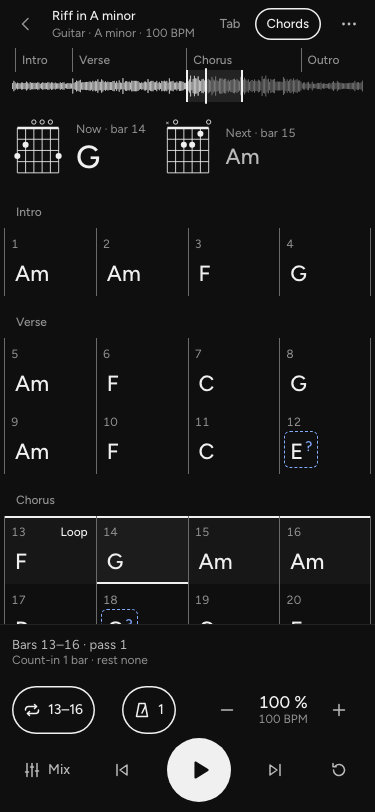 Riff in A minor
Guitar · A minor · 100 BPM
Tab
Chords
Intro
Verse
Chorus
Outro
Now · bar 14
G
Next · bar 15
Am
Intro
1 2 3 4
Am Am F G
Verse
5 6 7 8
Am F C G
9 10 11 12
Am F C E?
Chorus
13 Loop 14 15 16
F G Am Am
17 18 19 20
Bars 13–16 · pass 1
Count-in 1 bar · rest none
13–16
1
100 %
100 BPM
Mix